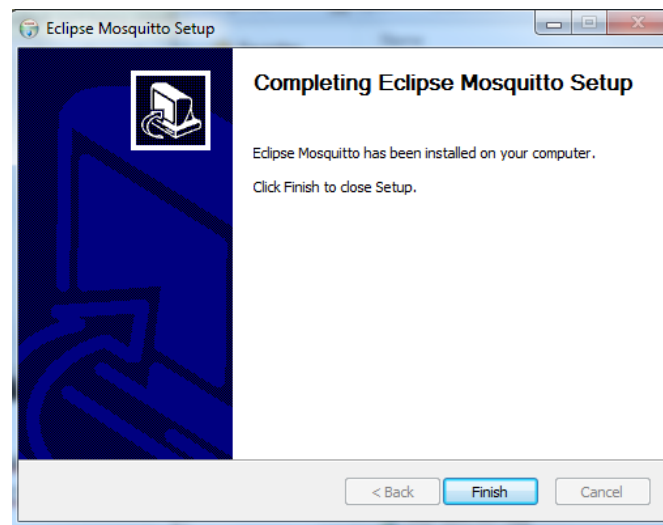 Eclipse Mosquitto Setup
Completing Eclipse Mosquitto Setup
Eclipse Mosquitto has been installed on your computer.
Click Finish to close Setup.
< Back
Finish
Cancel